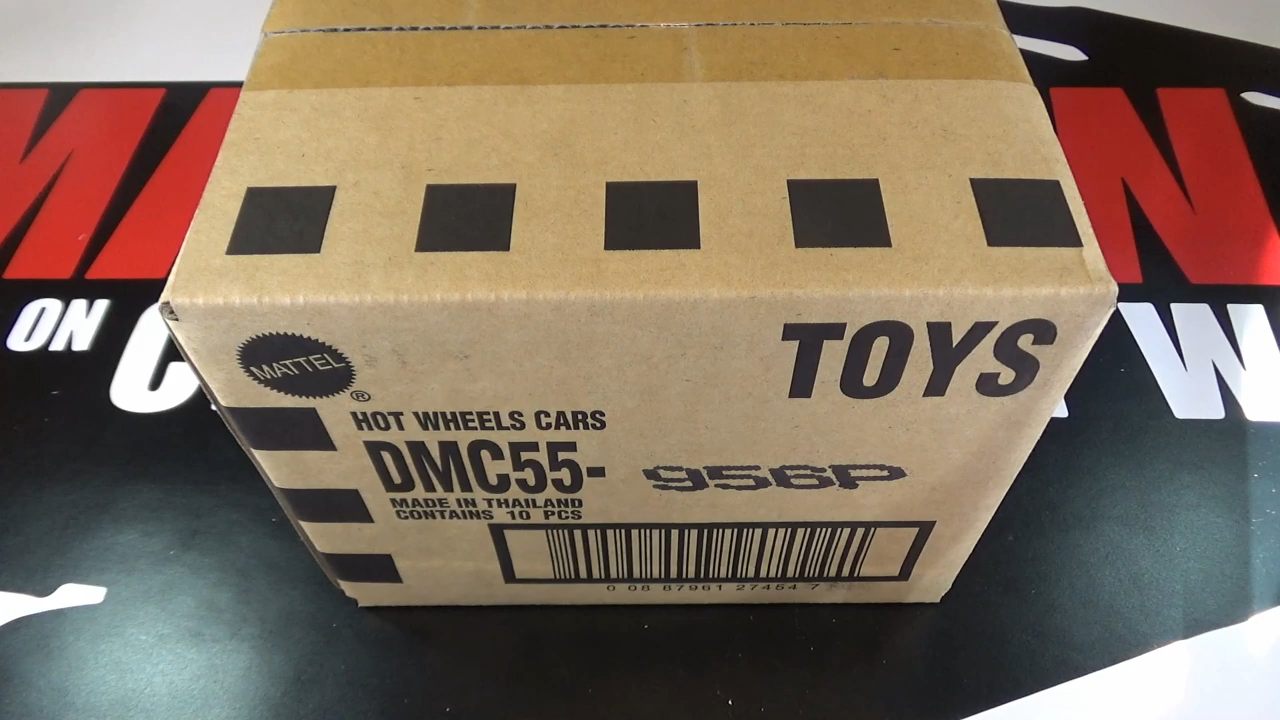 ON
TOYS
MATTEL
®
HOT WHEELS CARS
DMC55- 956P
MADE IN THAILAND
CONTAINS 10 PCS
0 08 87961 27454 7